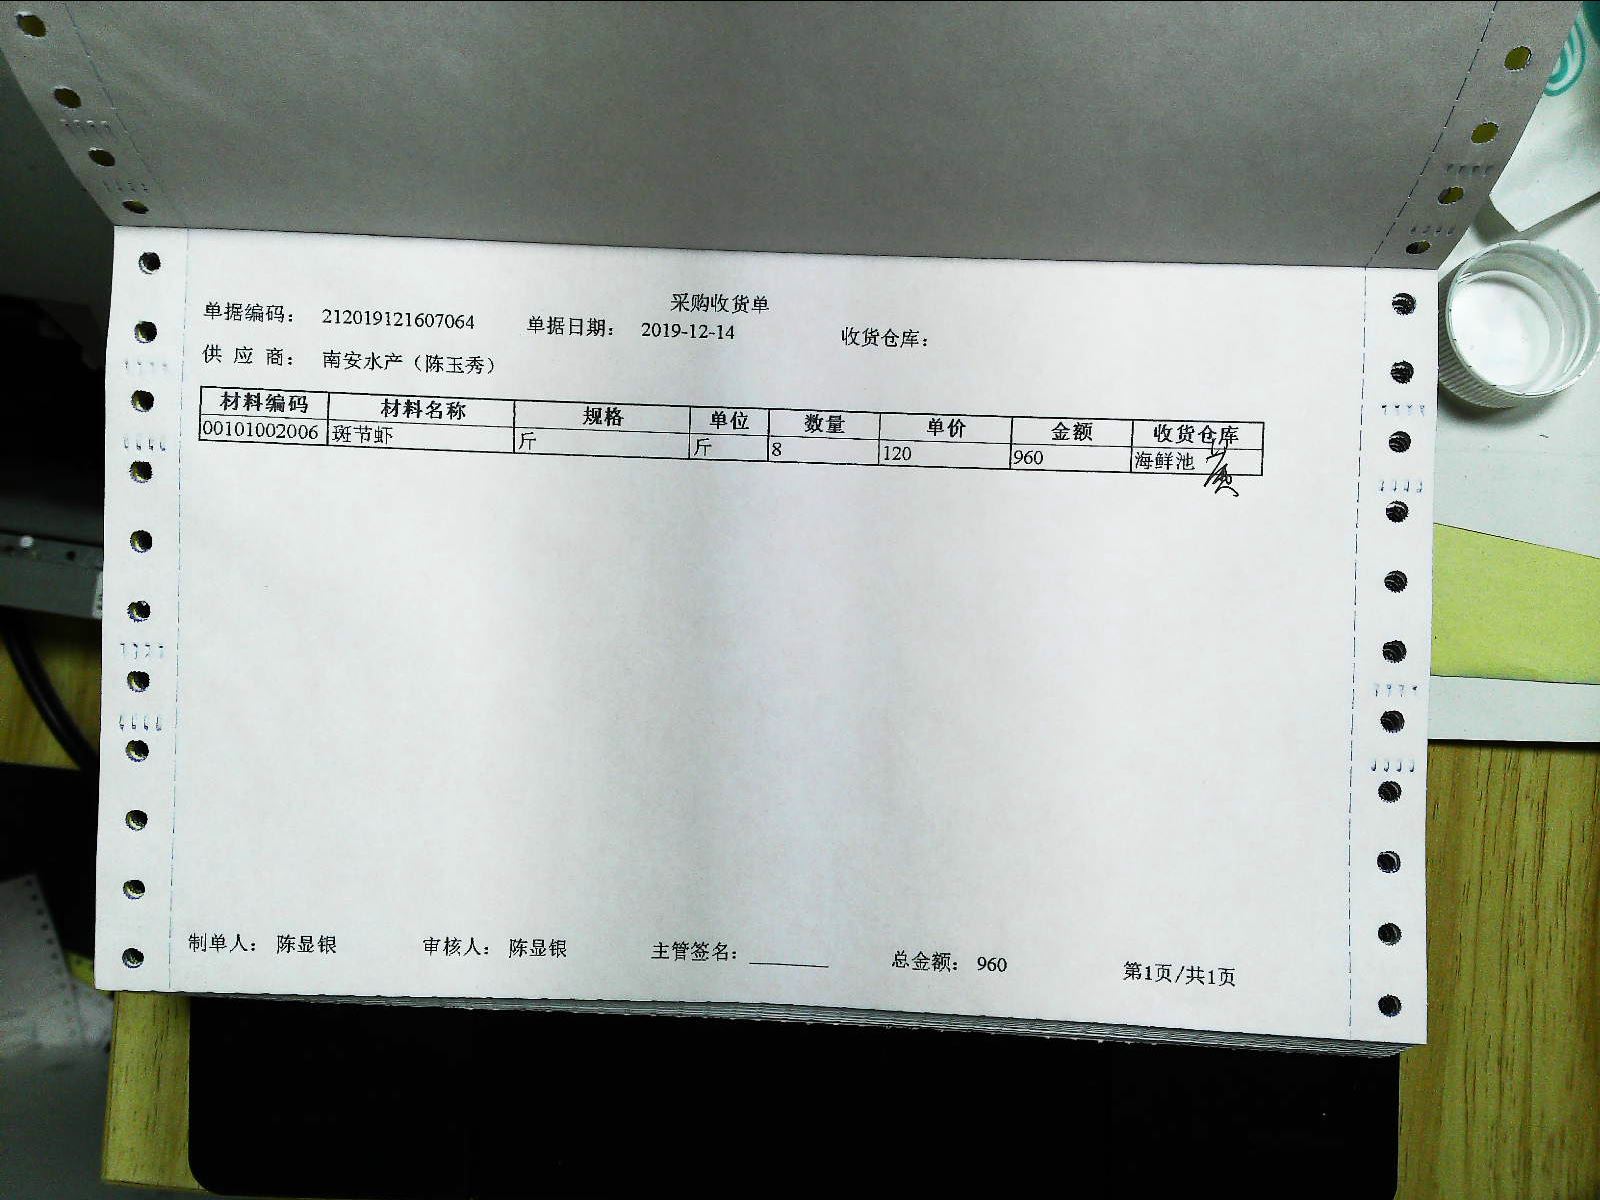 采购收货单
单据编码： 212019121607064 单据日期： 2019-12-14 收货仓库：
供 应 商： 南安水产（陈玉秀）
材料编码 材料名称 规格 单位 数量 单价 金额 收货仓库
00101002006 斑节虾 斤 斤 8 120 960 海鲜池
制单人： 陈显银 审核人： 陈显银 主管签名： 总金额： 960 第1页/共1页